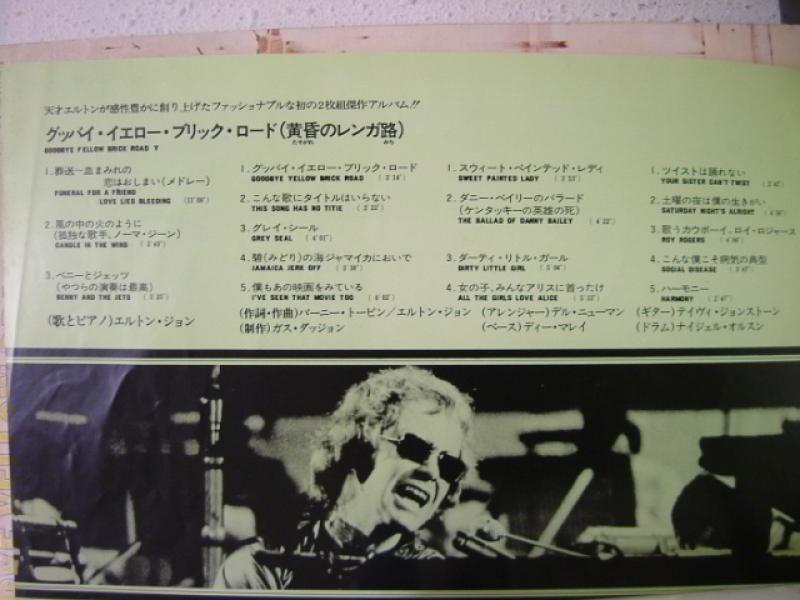 天才エルトンが感性豊かに創り上げたファッショナブルな初の2枚組傑作アルバム!!
グッバイ・イエロー・ブリック・ロード(黄昏のレンガ路)
たそがれ みち
GOODBYE YELLOW BRICK ROAD
1. 葬送〜血まみれの
恋はおしまい(メドレー)
FUNERAL FOR A FRIEND
LOVE LIES BLEEDING
2. 風の中の火のように
(孤独な歌手、ノーマ・ジーン)
CANDLE IN THE WIND
3. ベニーとジェッツ
(やつらの演奏は最高)
BENNY AND THE JETS
(歌とピアノ)エルトン・ジョン
1. グッバイ・イエロー・ブリック・ロード
GOODBYE YELLOW BRICK ROAD (3'14")
2. こんな歌にタイトルはいらない
THIS SONG HAS NO TITIE (2'22")
3. グレイ・シール
GREY SEAL (4'01")
4. 碧(みどり)の海ジャマイカにおいで
JAMAICA JERK OFF
5. 僕もあの映画をみている
I'VE SEEN THAT MOVIE TOO
(作詞・作曲)バーニー・トーピン/エルトン・ジョン
(制作)ガス・ダッジョン
1. スウィート・ペインテッド・レディ
SWEET PAINTED LADY
2. ダニー・ベイリーのバラード
(ケンタッキーの英雄の死)
THE BALLAD OF DANNY BAILEY (4'22")
3. ダーティ・リトル・ガール
DIRTY LITTLE GIRL
4. 女の子、みんなアリスに首ったけ
ALL THE GIRLS LOVE ALICE
(アレンジャー)デル・ニューマン
(ベース)ディー・マレイ
1. ツイストは踊れない
YOUR SISTER CAN'T TWIST
2. 土曜の夜は僕の生きがい
SATURDAY NIGHT'S ALRIGHT
3. 歌うカウボーイ、ロイ・ロジャース
ROY ROGERS
4. こんな僕こそ病気の典型
SOCIAL DISEASE
5. ハーモニー
HARMONY
(ギター)デイヴィ・ジョンストーン
(ドラム)ナイジェル・オルスン